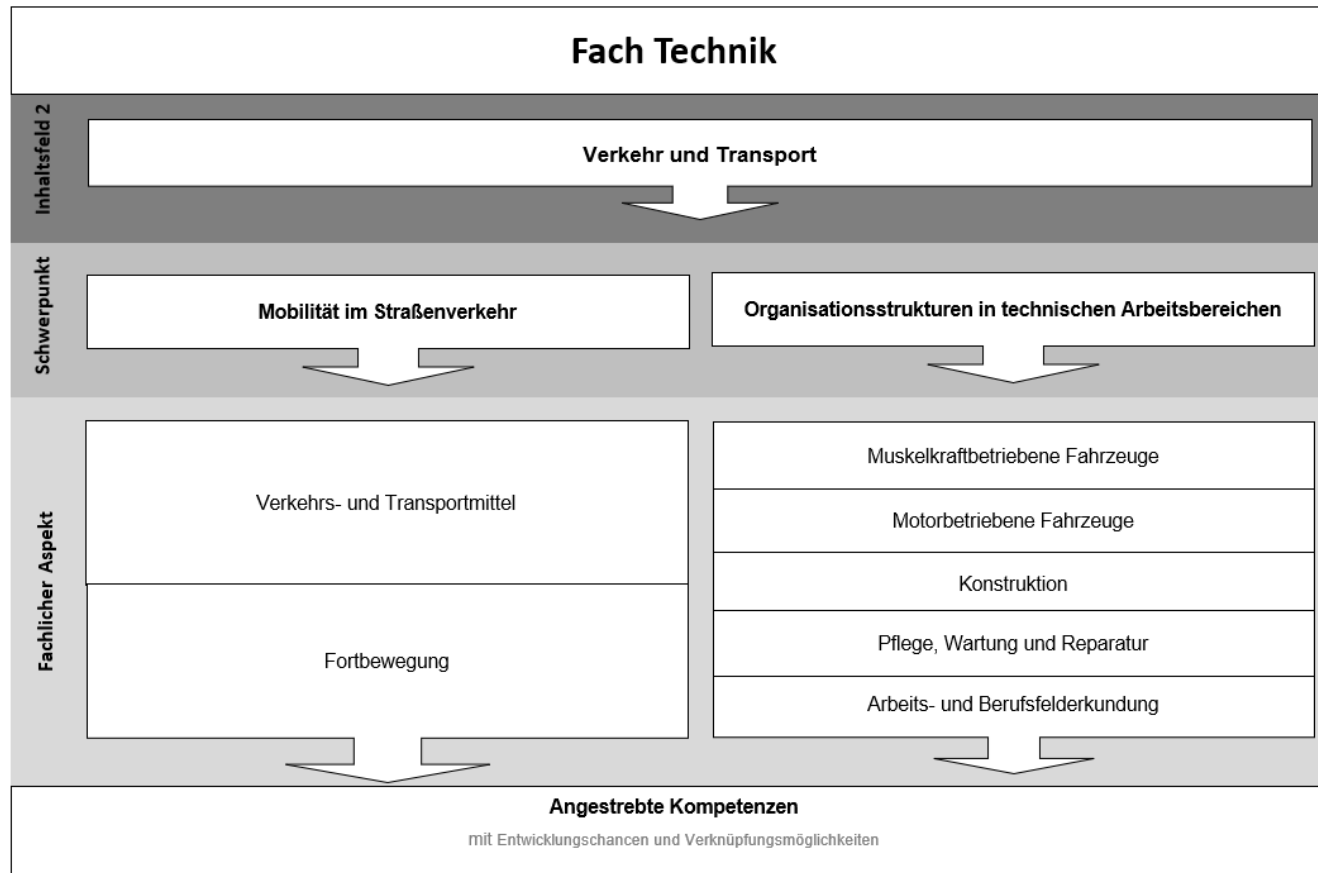 Fach Technik
Inhaltsfeld 2
Verkehr und Transport
Schwerpunkt
Mobilität im Straßenverkehr
Organisationsstrukturen in technischen Arbeitsbereichen
Fachlicher Aspekt
Verkehrs- und Transportmittel
Fortbewegung
Muskelkraftbetriebene Fahrzeuge
Motorbetriebene Fahrzeuge
Konstruktion
Pflege, Wartung und Reparatur
Arbeits- und Berufsfelderkundung
Angestrebte Kompetenzen
mit Entwicklungschancen und Verknüpfungsmöglichkeiten